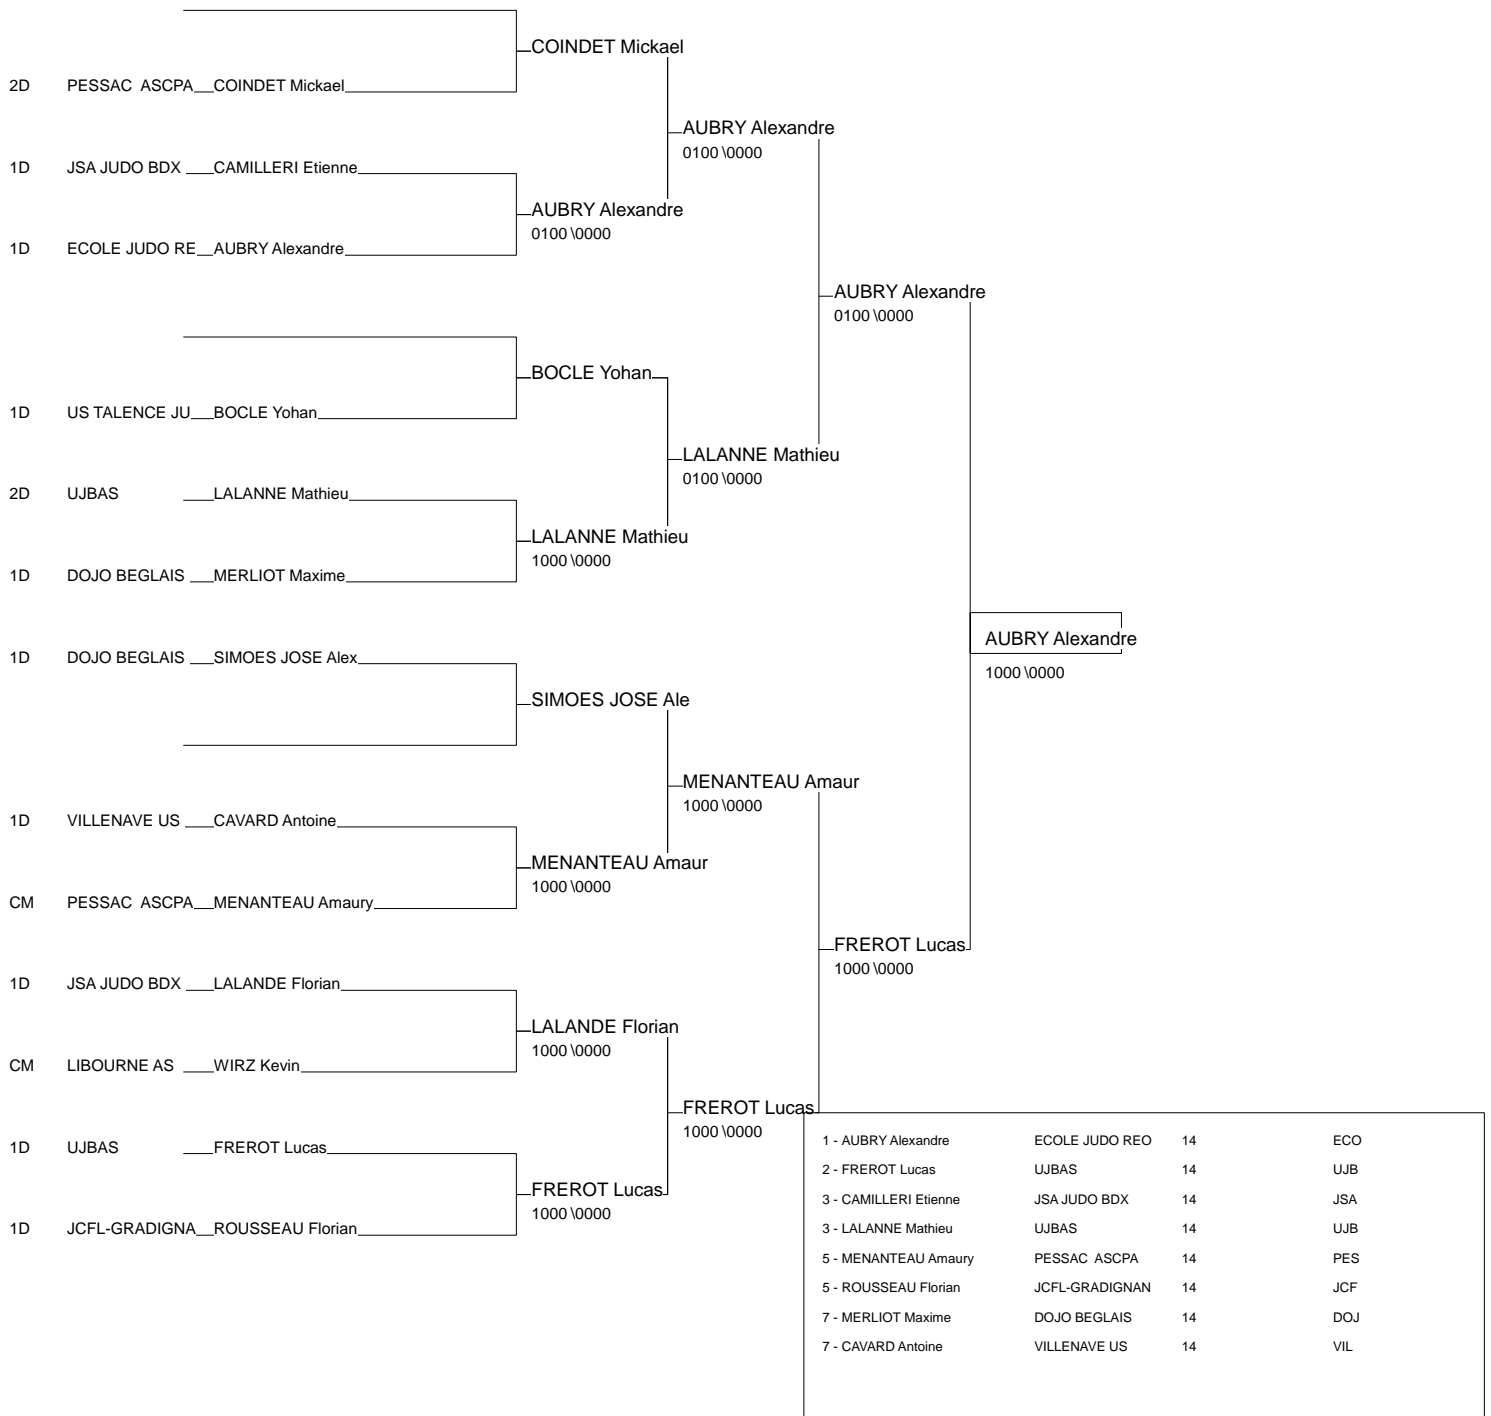 COINDET Mickael
2D PESSAC ASCPA COINDET Mickael
AUBRY Alexandre
0100 \0000
1D JSA JUDO BDX CAMILLERI Etienne
AUBRY Alexandre
0100 \0000
1D ECOLE JUDO RE AUBRY Alexandre
AUBRY Alexandre
0100 \0000
BOCLE Yohan
1D US TALENCE JU BOCLE Yohan
LALANNE Mathieu
0100 \0000
2D UJBAS LALANNE Mathieu
LALANNE Mathieu
1000 \0000
1D DOJO BEGLAIS MERLIOT Maxime
AUBRY Alexandre
1000 \0000
1D DOJO BEGLAIS SIMOES JOSE Alex
SIMOES JOSE Ale
MENANTEAU Amaur
1000 \0000
1D VILLENAVE US CAVARD Antoine
MENANTEAU Amaur
1000 \0000
CM PESSAC ASCPA MENANTEAU Amaury
FREROT Lucas
1000 \0000
1D JSA JUDO BDX LALANDE Florian
LALANDE Florian
1000 \0000
CM LIBOURNE AS WIRZ Kevin
FREROT Lucas
1000 \0000
1D UJBAS FREROT Lucas
FREROT Lucas
1000 \0000
1D JCFL-GRADIGNA ROUSSEAU Florian
1 - AUBRY Alexandre ECOLE JUDO REO 14 ECO
2 - FREROT Lucas UJBAS 14 UJB
3 - CAMILLERI Etienne JSA JUDO BDX 14 JSA
3 - LALANNE Mathieu UJBAS 14 UJB
5 - MENANTEAU Amaury PESSAC ASCPA 14 PES
5 - ROUSSEAU Florian JCFL-GRADIGNAN 14 JCF
7 - MERLIOT Maxime DOJO BEGLAIS 14 DOJ
7 - CAVARD Antoine VILLENAVE US 14 VIL